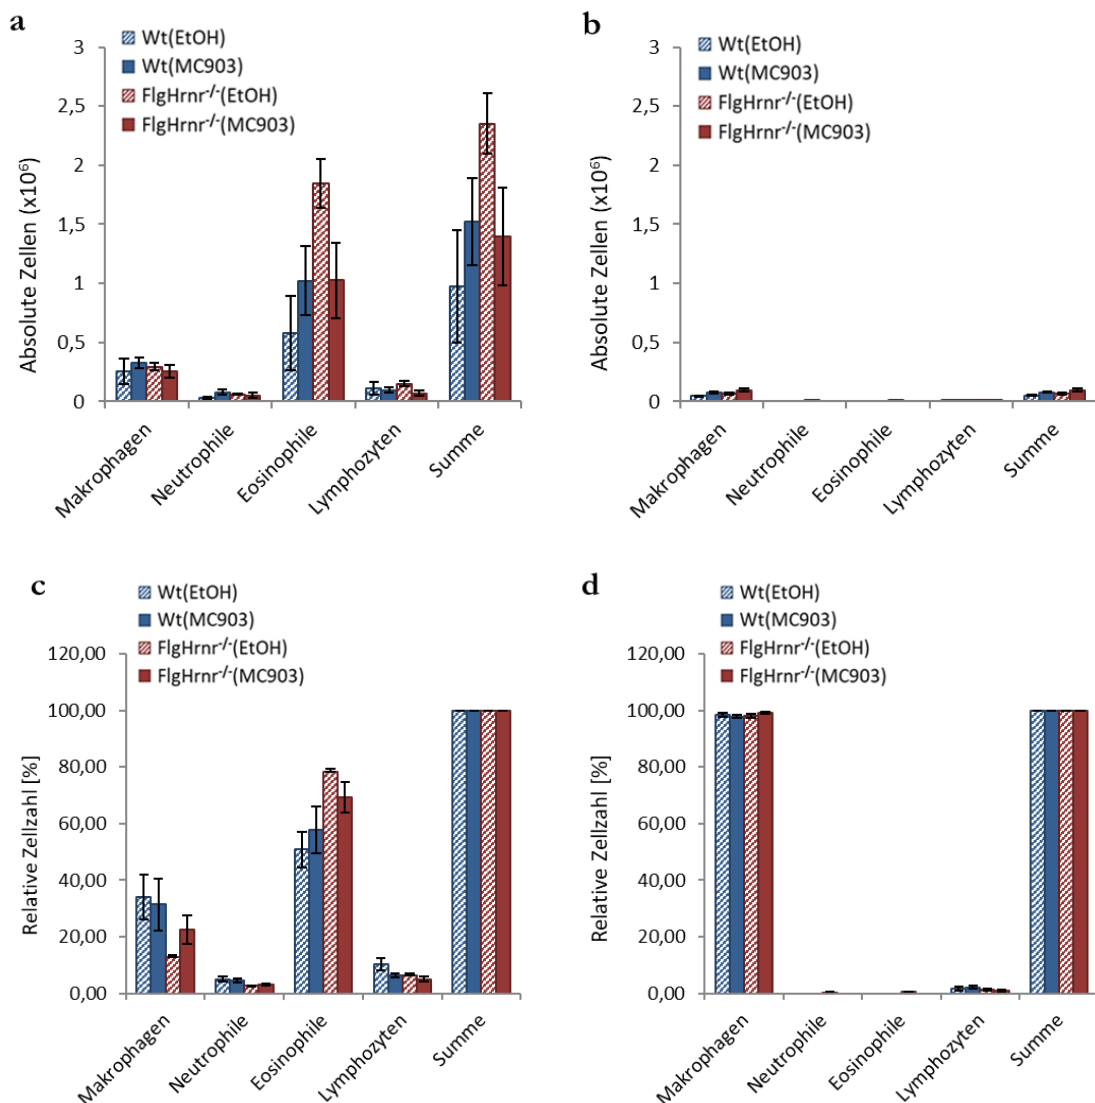 a
Wt(EtOH)
Wt(MC903)
FlgHrnr-/-(EtOH)
FlgHrnr-/-(MC903)
Absolute Zellen (x10⁶)
3
2,5
2
1,5
1
0,5
0
Makrophagen
Neutrophile
Eosinophile
Lymphozyten
Summe
b
Wt(EtOH)
Wt(MC903)
FlgHrnr-/-(EtOH)
FlgHrnr-/-(MC903)
Absolute Zellen (x10⁶)
3
2,5
2
1,5
1
0,5
0
Makrophagen
Neutrophile
Eosinophile
Lymphozyten
Summe
c
Wt(EtOH)
Wt(MC903)
FlgHrnr-/-(EtOH)
FlgHrnr-/-(MC903)
Relative Zellzahl [%]
120,00
100,00
80,00
60,00
40,00
20,00
0,00
Makrophagen
Neutrophile
Eosinophile
Lymphozyten
Summe
d
Wt(EtOH)
Wt(MC903)
FlgHrnr-/-(EtOH)
FlgHrnr-/-(MC903)
Relative Zellzahl [%]
120,00
100,00
80,00
60,00
40,00
20,00
0,00
Makrophagen
Neutrophile
Eosinophile
Lymphozyten
Summe